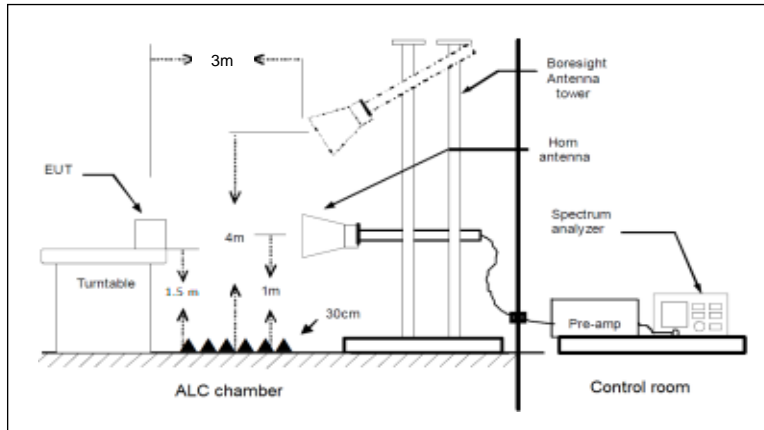 3m
Boresight
Antenna
tower
Horn
antenna
EUT
Spectrum
analyzer
4m
Turntable
1.5 m
1m
30cm
Pre-amp
ALC chamber
Control room